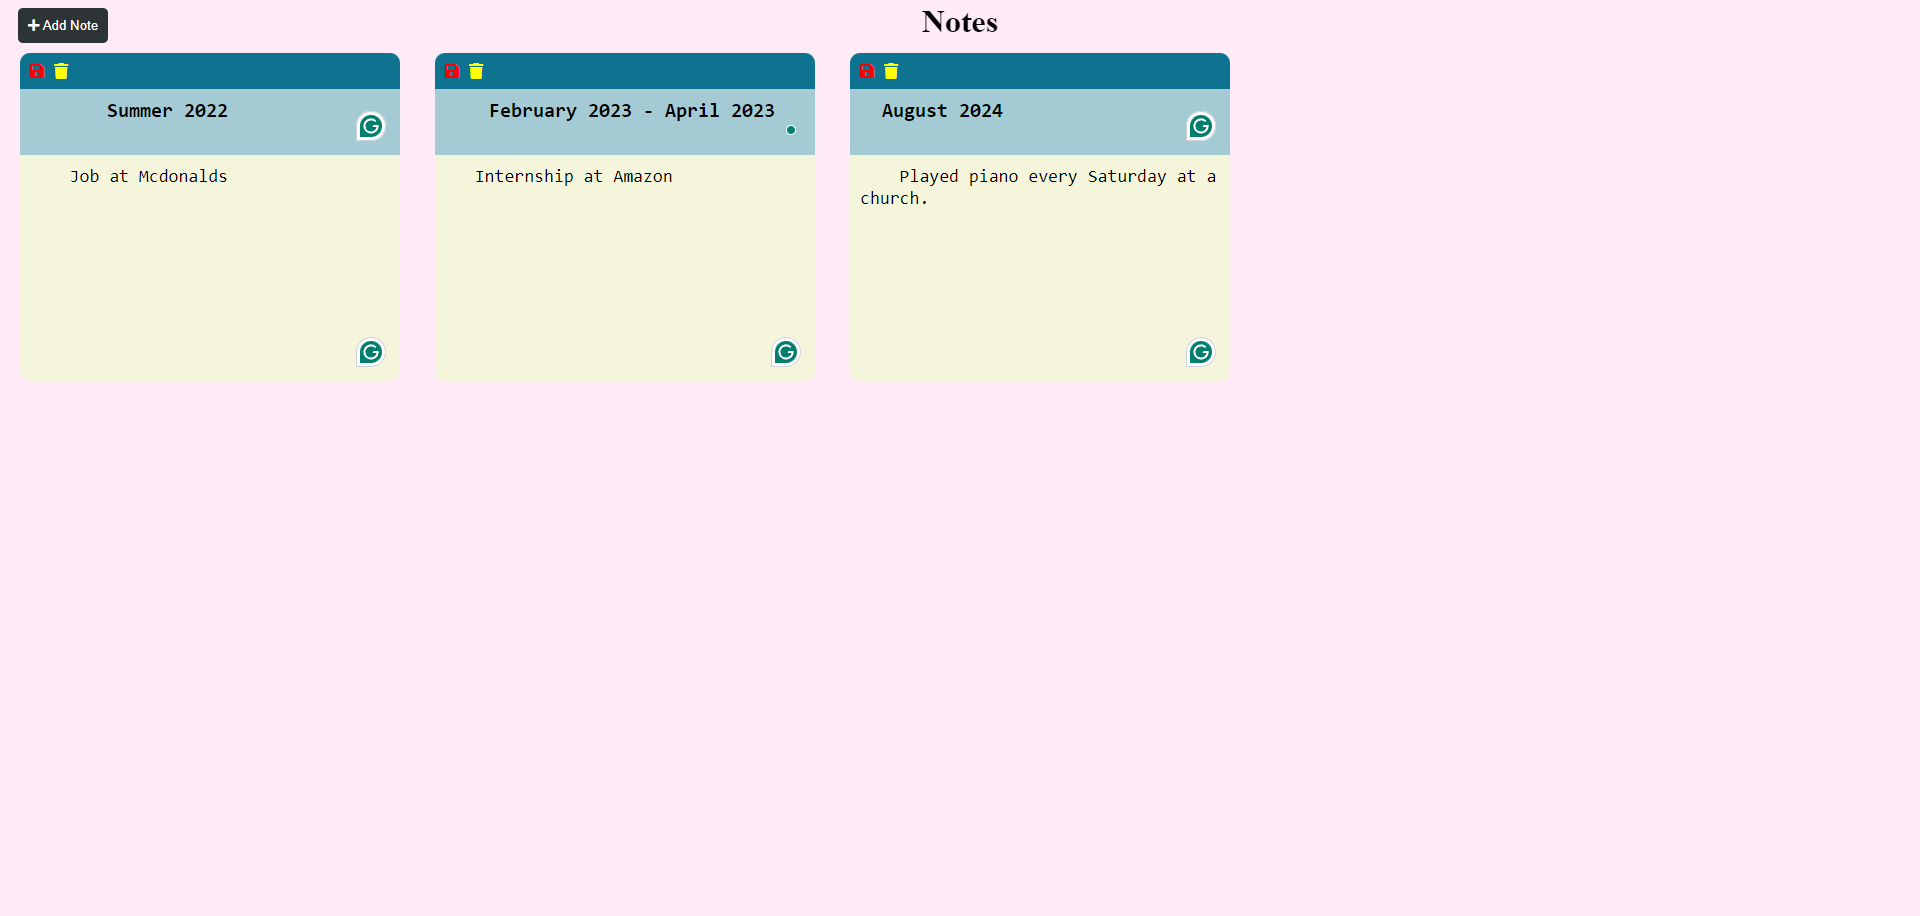 Add Note
Notes
Summer 2022
Job at Mcdonalds
February 2023 - April 2023
Internship at Amazon
August 2024
Played piano every Saturday at a
church.